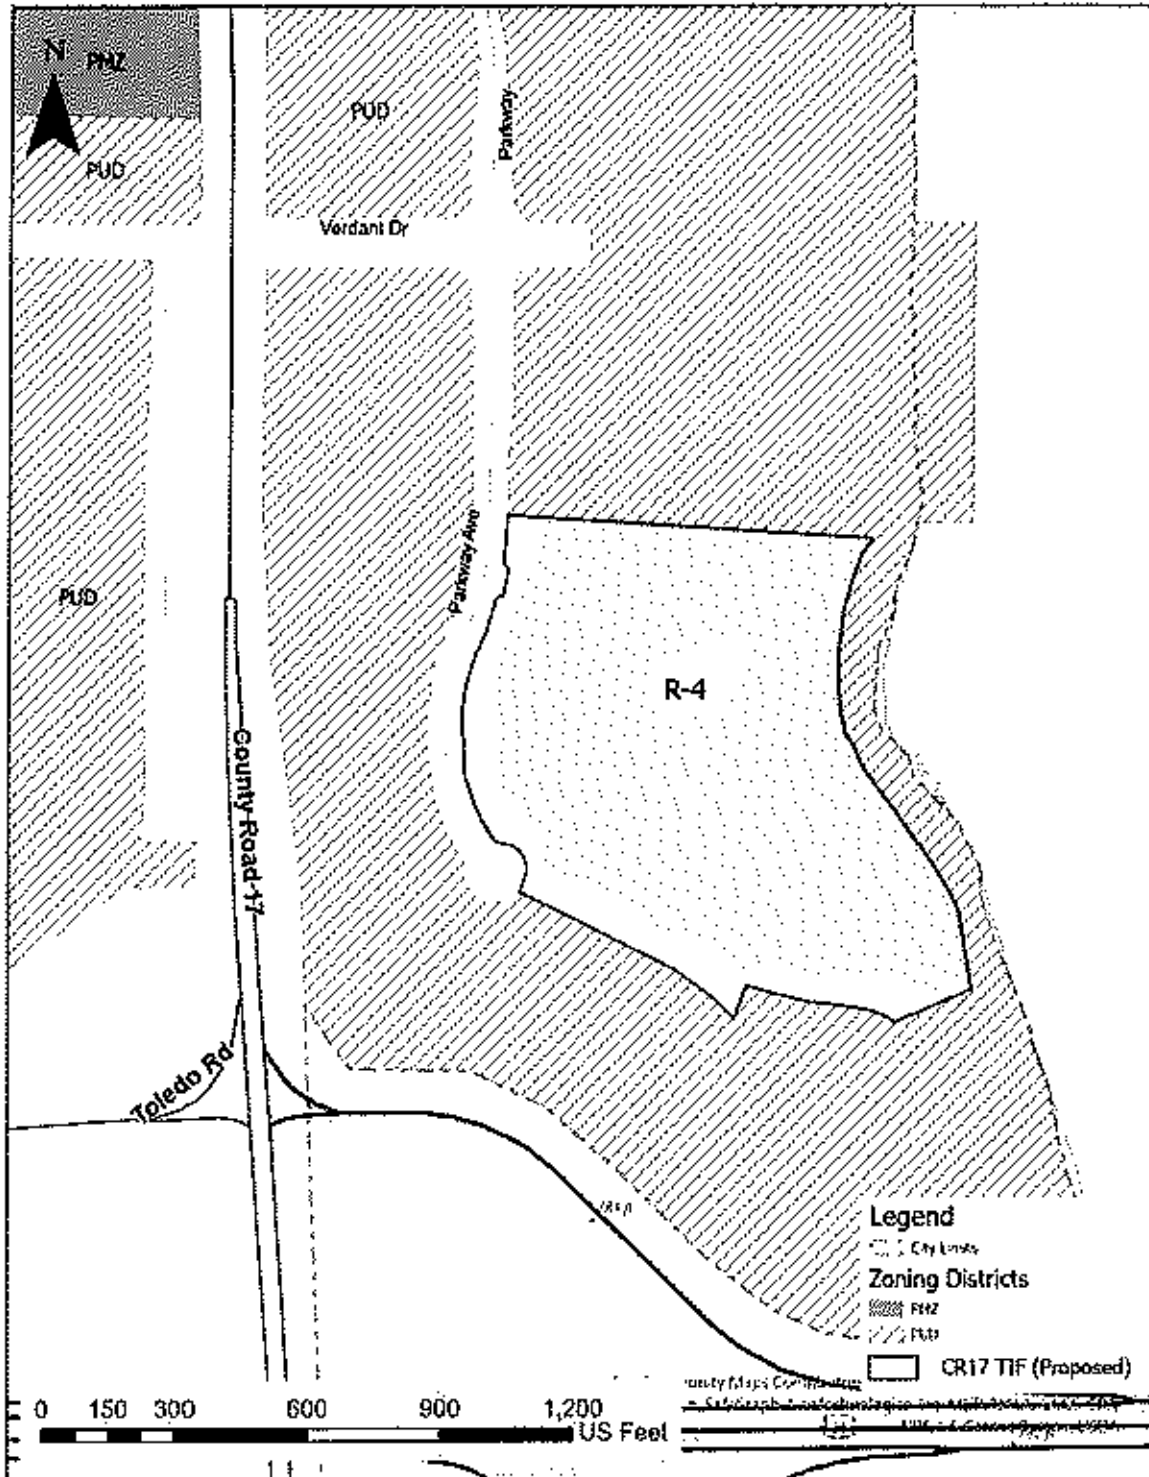 N
PMZ
PUD
PUD
Parkway
Verdant Dr
Parkway Ave
PUD
R-4
County Road 17
Toledo Rd
Legend
City Limits
Zoning Districts
PMZ
PUD
CR17 TIF (Proposed)
0 150 300 600 900 1,200
US Feet